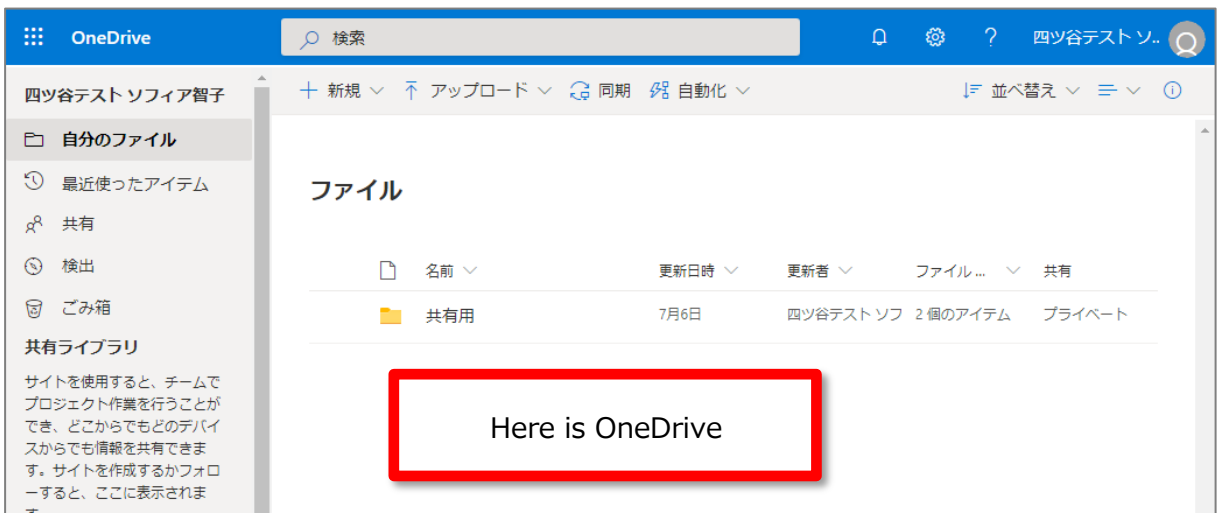 OneDrive
検索
?
四ツ谷テスト ソ..
四ツ谷テスト ソフィア智子
自分のファイル
最近使ったアイテム
共有
検出
ごみ箱
共有ライブラリ
サイトを使用すると、チームで
プロジェクト作業を行うことが
でき、どこからでもどのデバイ
スからでも情報を共有できま
す。サイトを作成するかフォロ
ーすると、ここに表示されま
す。
+ 新規 アップロード 同期 自動化 並べ替え
ファイル
名前 更新日時 更新者 ファイル ... 共有
共有用 7月6日 四ツ谷テスト ソフ 2 個のアイテム プライベート
Here is OneDrive